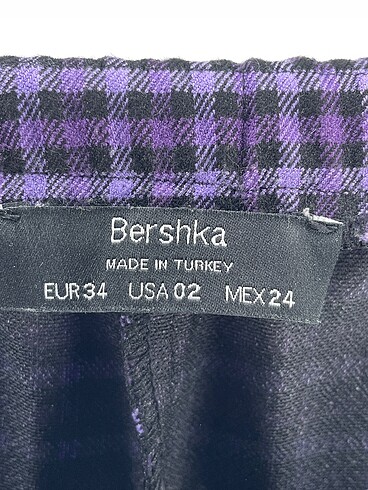 Bershka
MADE IN TURKEY
EUR 34 USA 02 MEX 24